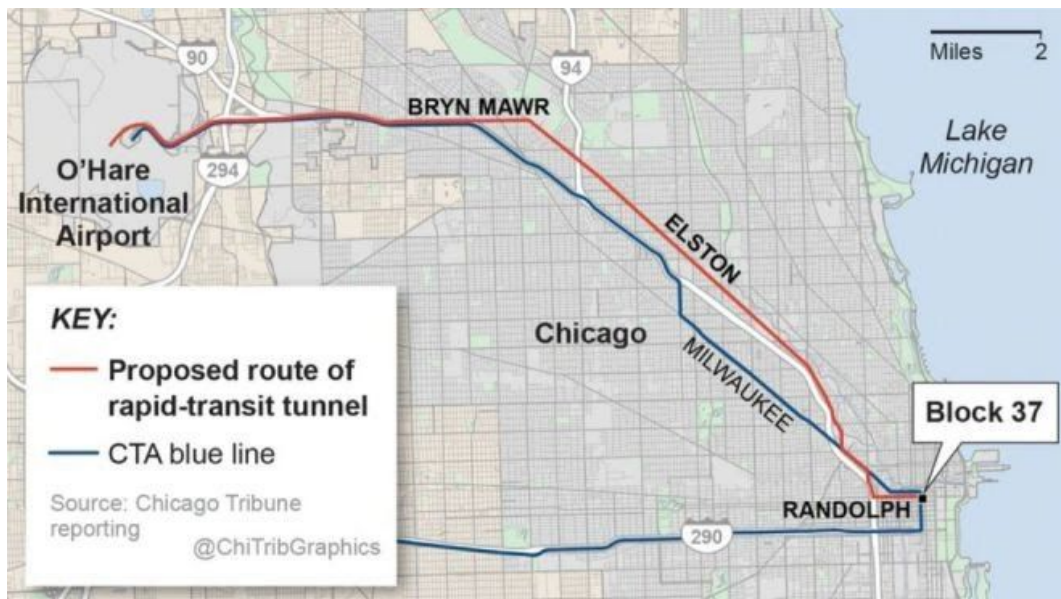 90
94
Miles 2
BRYN MAWR
Lake
Michigan
294
O'Hare
International
Airport
ELSTON
Chicago
MILWAUKEE
Block 37
RANDOLPH
290
KEY:
Proposed route of
rapid-transit tunnel
CTA blue line
Source: Chicago Tribune
reporting
@ChiTribGraphics